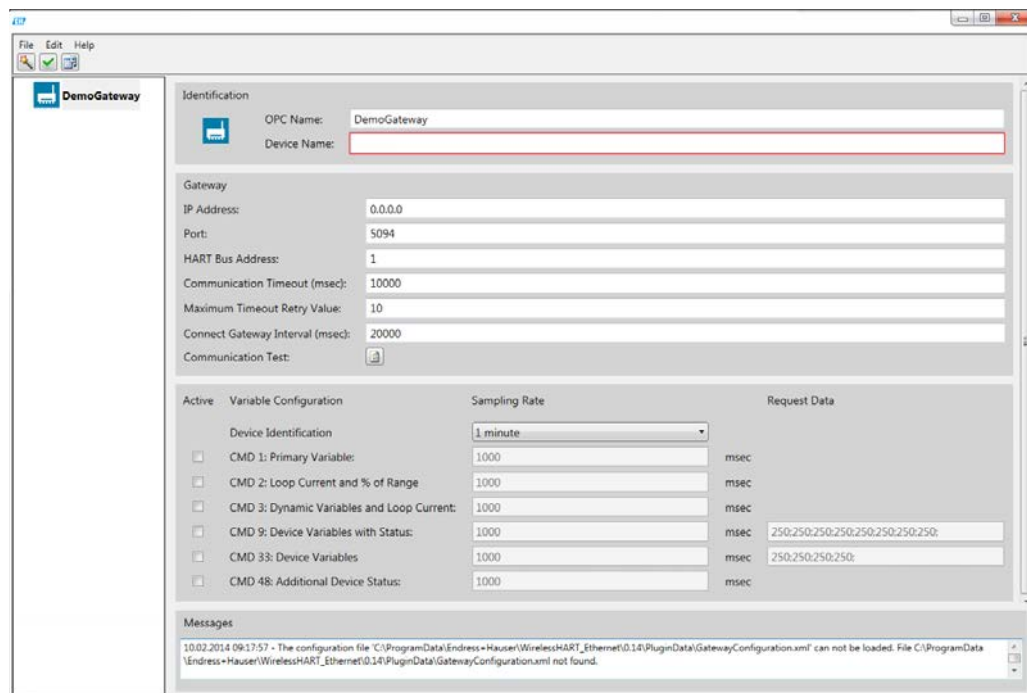 File Edit Help
DemoGateway
Identification
OPC Name: DemoGateway
Device Name:
Gateway
IP Address: 0.0.0.0
Port: 5094
HART Bus Address: 1
Communication Timeout (msec): 10000
Maximum Timeout Retry Value: 10
Connect Gateway Interval (msec): 20000
Communication Test:
Active Variable Configuration Sampling Rate Request Data
Device Identification 1 minute
CMD 1: Primary Variable: 1000 msec
CMD 2: Loop Current and % of Range 1000 msec
CMD 3: Dynamic Variables and Loop Current: 1000 msec
CMD 9: Device Variables with Status: 1000 msec 250;250;250;250;250;250;250;250;
CMD 33: Device Variables 1000 msec 250;250;250;250;
CMD 48: Additional Device Status: 1000 msec
Messages
10.02.2014 09:17:57 - The configuration file 'C:\ProgramData\Endress+Hauser\WirelessHART_Ethernet\0.14\PluginData\GatewayConfiguration.xml' can not be loaded. File C:\ProgramData
\Endress+Hauser\WirelessHART_Ethernet\0.14\PluginData\GatewayConfiguration.xml not found.